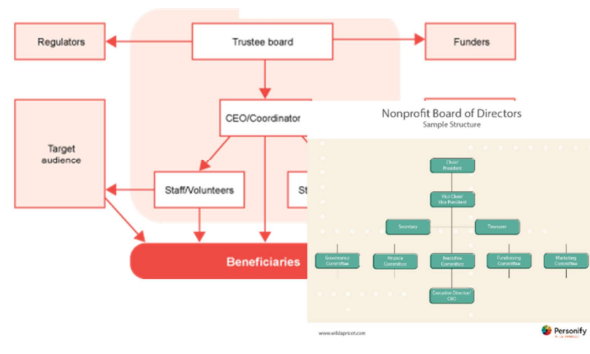 Regulators
Trustee board
Funders
CEO/Coordinator
Target
audience
Staff/Volunteers
St
Beneficiaries
Nonprofit Board of Directors
Sample Structure
Chair/
President
Vice Chair/
Vice President
Secretary
Treasurer
Governance
Committee
Finance
Committee
Executive
Committee
Fundraising
Committee
Marketing
Committee
Executive Director/
CEO
www.wildapricot.com
Personify